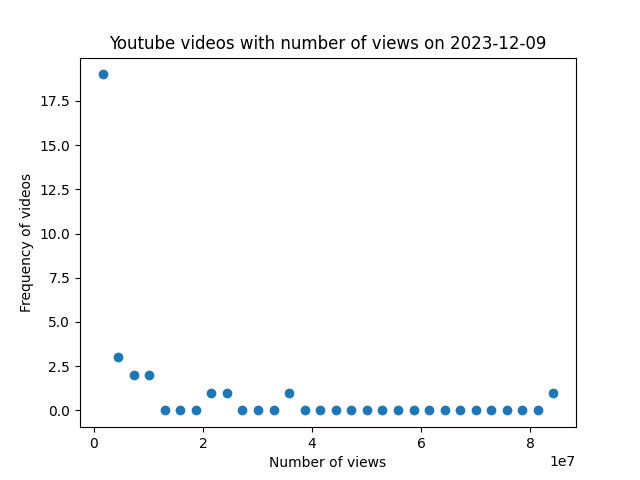 Youtube videos with number of views on 2023-12-09
17.5
15.0
12.5
10.0
7.5
5.0
2.5
0.0
Frequency of videos
0 2 4 6 8
1e7
Number of views